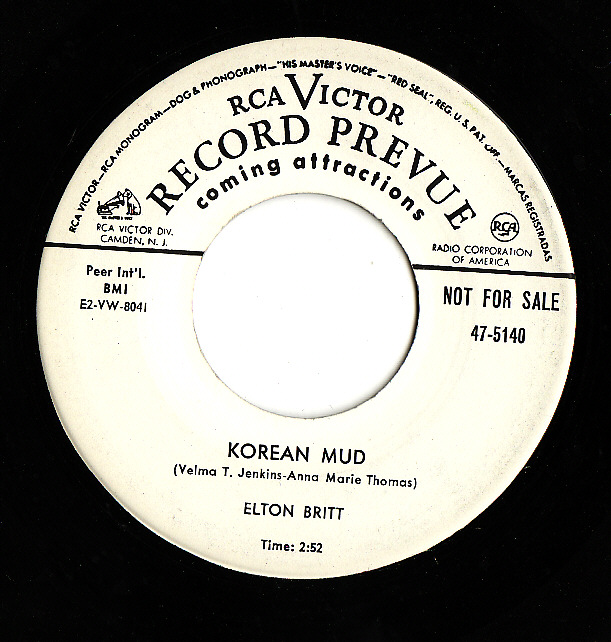 RCA VICTOR—RCA MONOGRAM—DOG & PHONOGRAPH—"HIS MASTER'S VOICE"—"RED SEAL", REG. U.S. PAT. OFF.—MARCAS REGISTRADAS
RCA VICTOR
RECORD PREVUE
coming attractions
RCA VICTOR DIV.
CAMDEN, N. J.
RCA
RADIO CORPORATION
OF AMERICA
Peer Int'l.
BMI
E2-VW-8041
NOT FOR SALE
47-5140
KOREAN MUD
(Velma T. Jenkins-Anna Marie Thomas)
ELTON BRITT
Time: 2:52